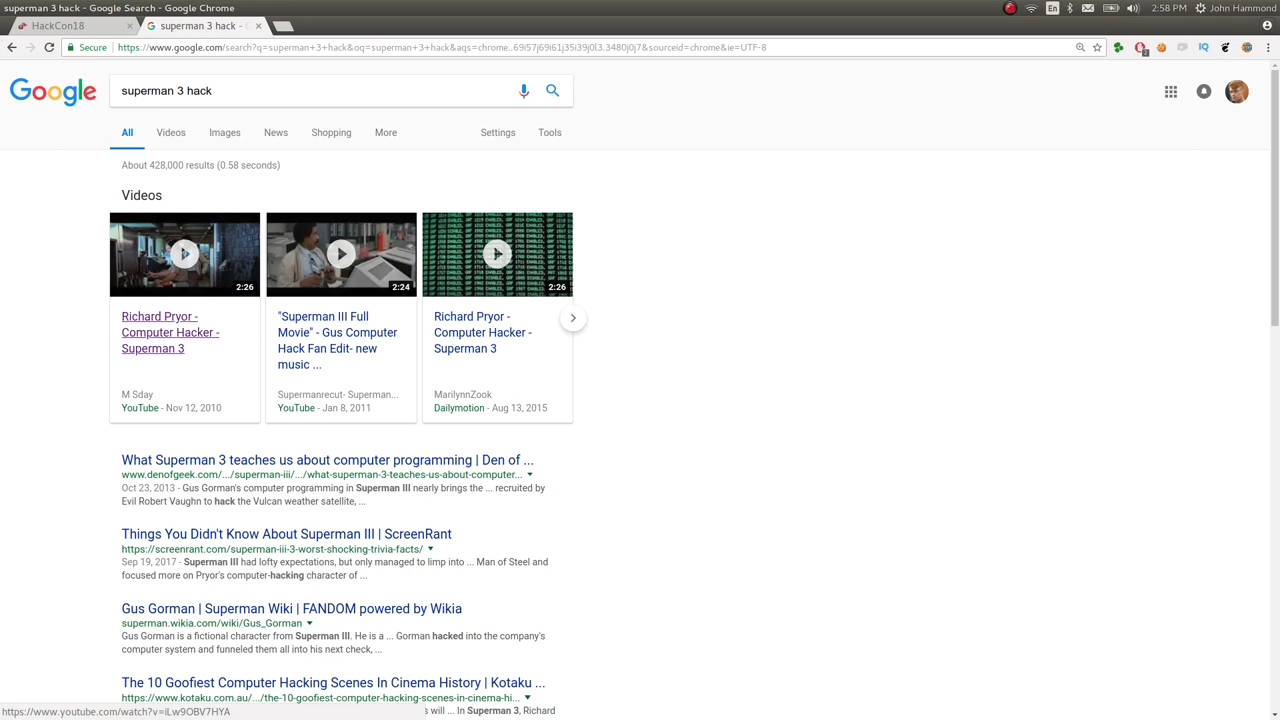 superman 3 hack - Google Search - Google Chrome
En
2:58 PM
John Hammond
HackCon18
superman 3 hack - G
Secure
https://www.google.com/search?q=superman+3+hack&oq=superman+3+hack&aqs=chrome..69i57j69i61j35i39j0l3.3480j0j7&sourceid=chrome&ie=UTF-8
Google
superman 3 hack
All
Videos
Images
News
Shopping
More
Settings
Tools
About 428,000 results (0.58 seconds)
Videos
2:26
2:24
2:26
Richard Pryor -
Computer Hacker -
Superman 3
M Sday
YouTube - Nov 12, 2010
"Superman III Full
Movie" - Gus Computer
Hack Fan Edit- new
music ...
Supermanrecut- Superman...
YouTube - Jan 8, 2011
Richard Pryor -
Computer Hacker -
Superman 3
MarilynnZook
Dailymotion - Aug 13, 2015
What Superman 3 teaches us about computer programming | Den of ...
www.denofgeek.com/.../superman-iii/.../what-superman-3-teaches-us-about-computer...
Oct 23, 2013 - Gus Gorman's computer programming in Superman III nearly brings the ... recruited by
Evil Robert Vaughn to hack the Vulcan weather satellite, ...
Things You Didn't Know About Superman III | ScreenRant
https://screenrant.com/superman-iii-3-worst-shocking-trivia-facts/
Sep 19, 2017 - Superman III had lofty expectations, but only managed to limp into ... Man of Steel and
focused more on Pryor's computer-hacking character of ...
Gus Gorman | Superman Wiki | FANDOM powered by Wikia
superman.wikia.com/wiki/Gus_Gorman
Gus Gorman is a fictional character from Superman III. He is a ... Gorman hacked into the company's
computer system and funneled them all into his next check, ...
The 10 Goofiest Computer Hacking Scenes In Cinema History | Kotaku ...
https://www.kotaku.com.au/.../the-10-goofiest-computer-hacking-scenes-in-cinema-hi...
s will ... In Superman 3, Richard
https://www.youtube.com/watch?v=iLw9OBV7HYA